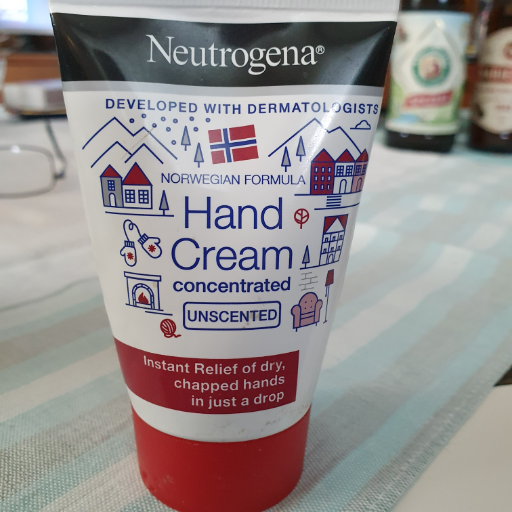 Neutrogena®
DEVELOPED WITH DERMATOLOGISTS
NORWEGIAN FORMULA
Hand
Cream
concentrated
UNSCENTED
Instant Relief of dry,
chapped hands
in just a drop